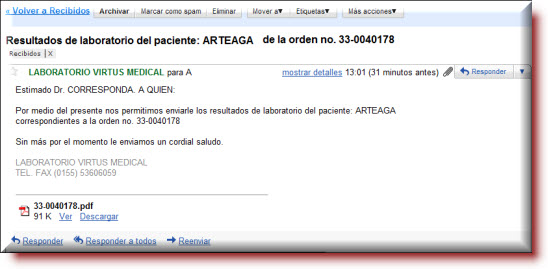 « Volver a Recibidos Archivar Marcar como spam Eliminar Mover a▾ Etiquetas▾ Más acciones▾
Resultados de laboratorio del paciente: ARTEAGA de la orden no. 33-0040178
Recibidos | X
LABORATORIO VIRTUS MEDICAL para A mostrar detalles 13:01 (31 minutos antes) Responder ▾
Estimado Dr. CORRESPONDA. A QUIEN:
Por medio del presente nos permitimos enviarle los resultados de laboratorio del paciente: ARTEAGA
correspondientes a la orden no. 33-0040178
Sin más por el momento le enviamos un cordial saludo.
LABORATORIO VIRTUS MEDICAL
TEL. FAX (0155) 53606059
33-0040178.pdf
91 K Ver Descargar
Responder Responder a todos Reenviar